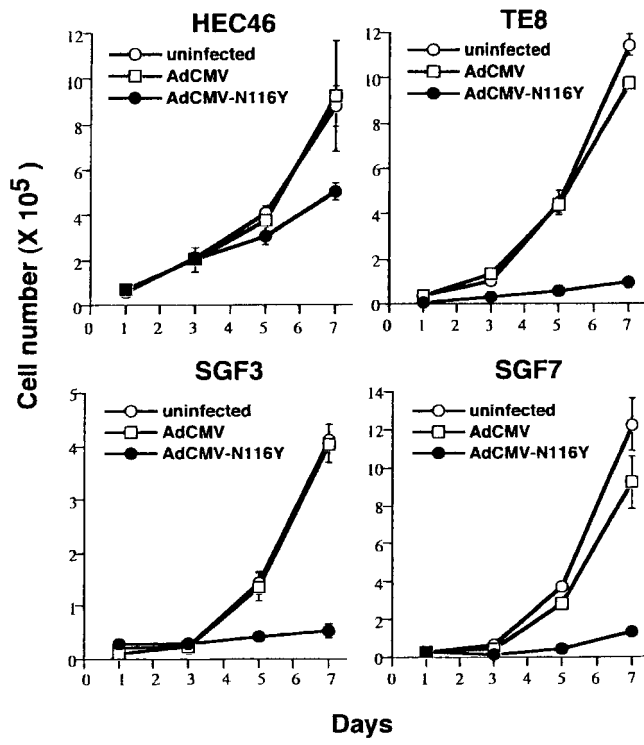 HEC46
12
10
8
6
4
2
0
uninfected
AdCMV
AdCMV-N116Y
0 1 2 3 4 5 6 7
TE8
12
10
8
6
4
2
0
uninfected
AdCMV
AdCMV-N116Y
0 1 2 3 4 5 6 7
Cell number (X 10⁵)
SGF3
5
4
3
2
1
0
uninfected
AdCMV
AdCMV-N116Y
0 1 2 3 4 5 6 7
SGF7
14
12
10
8
6
4
2
0
uninfected
AdCMV
AdCMV-N116Y
0 1 2 3 4 5 6 7
Days